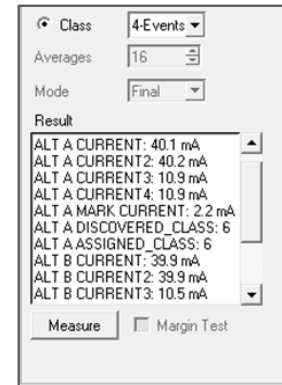 Class 4-Events
Averages 16
Mode Final
Result
ALT A CURRENT: 40.1 mA
ALT A CURRENT2: 40.2 mA
ALT A CURRENT3: 10.9 mA
ALT A CURRENT4: 10.9 mA
ALT A MARK CURRENT: 2.2 mA
ALT A DISCOVERED_CLASS: 6
ALT A ASSIGNED_CLASS: 6
ALT B CURRENT: 39.9 mA
ALT B CURRENT2: 39.9 mA
ALT B CURRENT3: 10.5 mA
Measure Margin Test